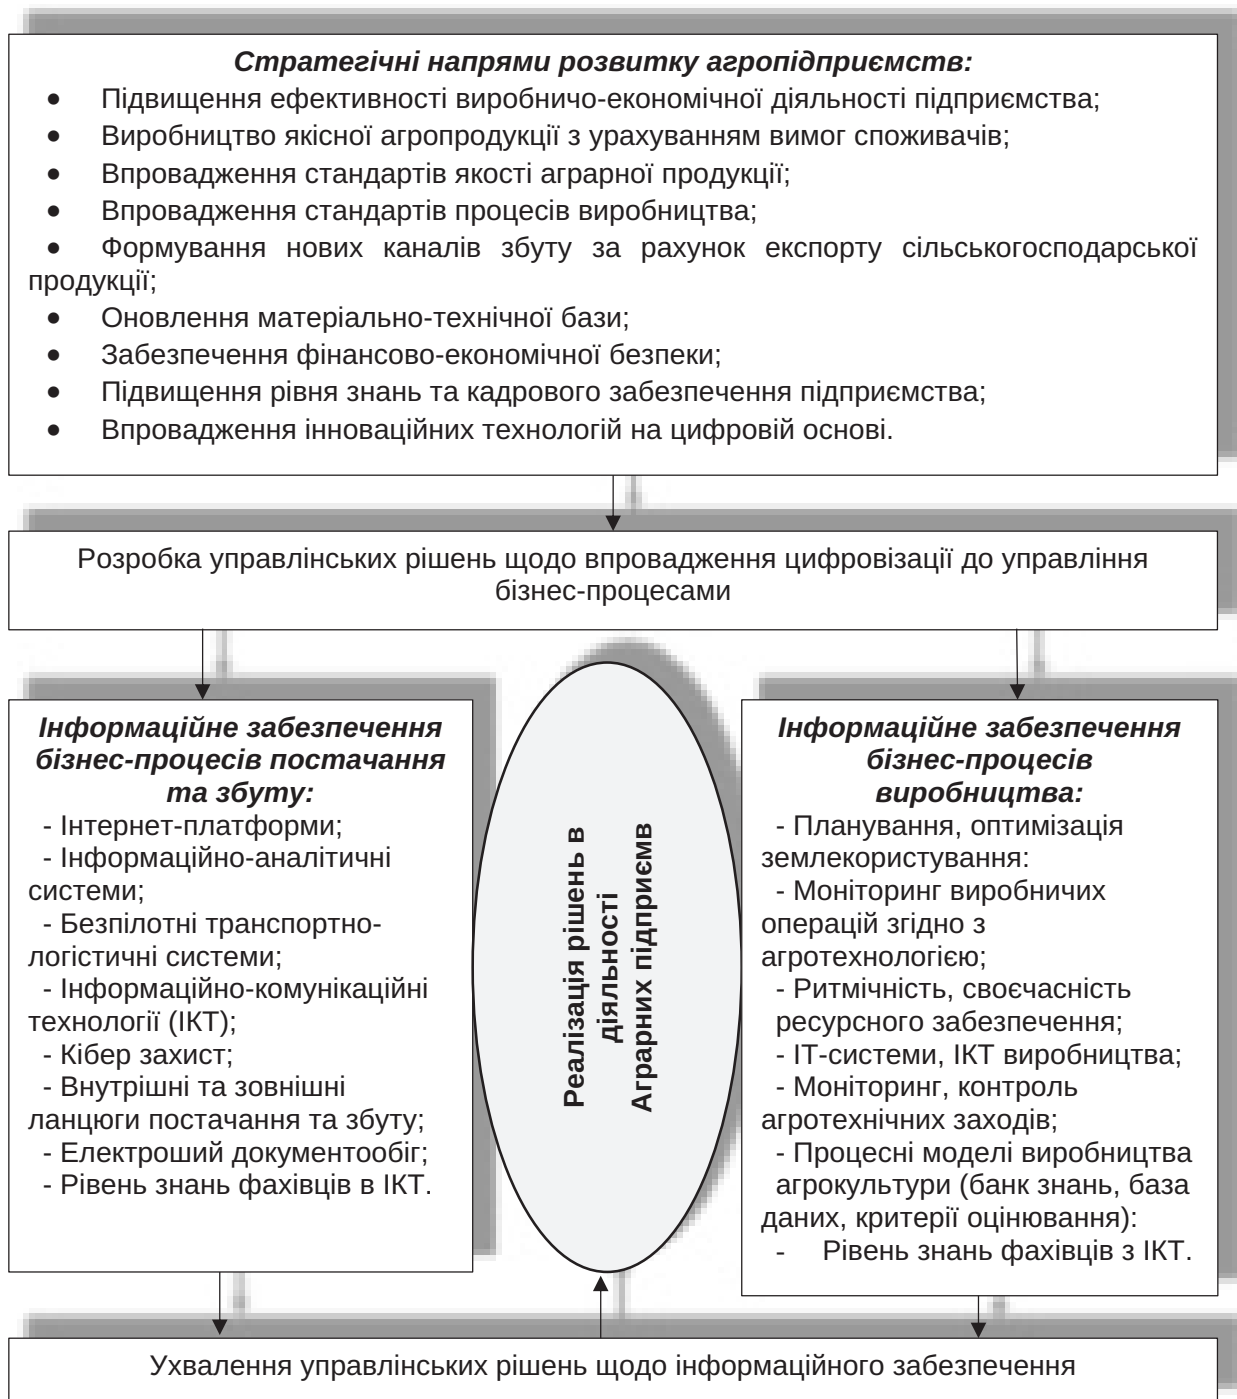 Стратегічні напрями розвитку агропідприємств:
● Підвищення ефективності виробничо-економічної діяльності підприємства;
● Виробництво якісної агропродукції з урахуванням вимог споживачів;
● Впровадження стандартів якості аграрної продукції;
● Впровадження стандартів процесів виробництва;
● Формування нових каналів збуту за рахунок експорту сільськогосподарської
продукції;
● Оновлення матеріально-технічної бази;
● Забезпечення фінансово-економічної безпеки;
● Підвищення рівня знань та кадрового забезпечення підприємства;
● Впровадження інноваційних технологій на цифровій основі.
Розробка управлінських рішень щодо впровадження цифровізації до управління
бізнес-процесами
Інформаційне забезпечення
бізнес-процесів постачання
та збуту:
- Інтернет-платформи;
- Інформаційно-аналітичні
системи;
- Безпілотні транспортно-
логістичні системи;
- Інформаційно-комунікаційні
технології (ІКТ);
- Кібер захист;
- Внутрішні та зовнішні
ланцюги постачання та збуту;
- Електроший документообіг;
- Рівень знань фахівців в ІКТ.
Реалізація рішень в
діяльності
Аграрних підприємв
Інформаційне забезпечення
бізнес-процесів
виробництва:
- Планування, оптимізація
землекористування:
- Моніторинг виробничих
операцій згідно з
агротехнологією;
- Ритмічність, своєчасність
ресурсного забезпечення;
- ІТ-системи, ІКТ виробництва;
- Моніторинг, контроль
агротехнічних заходів;
- Процесні моделі виробництва
агрокультури (банк знань, база
даних, критерії оцінювання):
- Рівень знань фахівців з ІКТ.
Ухвалення управлінських рішень щодо інформаційного забезпечення